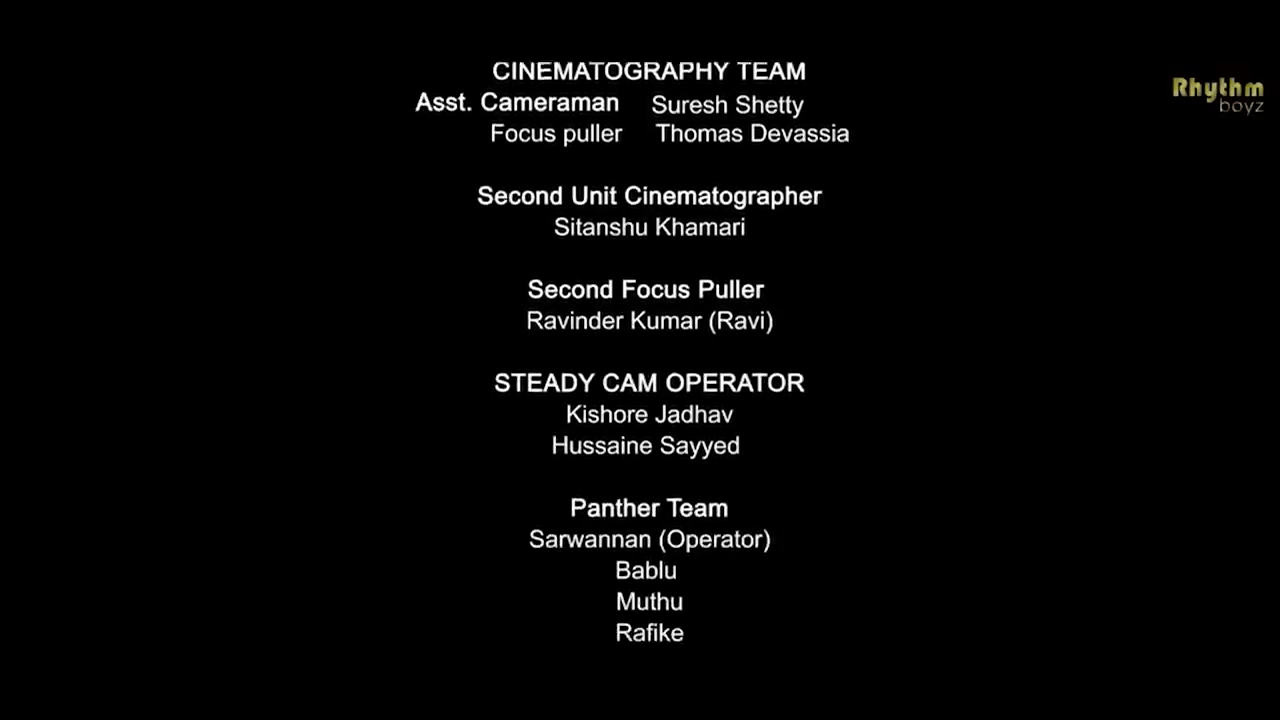 CINEMATOGRAPHY TEAM
Asst. Cameraman Suresh Shetty
Focus puller Thomas Devassia
Second Unit Cinematographer
Sitanshu Khamari
Second Focus Puller
Ravinder Kumar (Ravi)
STEADY CAM OPERATOR
Kishore Jadhav
Hussaine Sayyed
Panther Team
Sarwannan (Operator)
Bablu
Muthu
Rafike
Rhythm
boyz